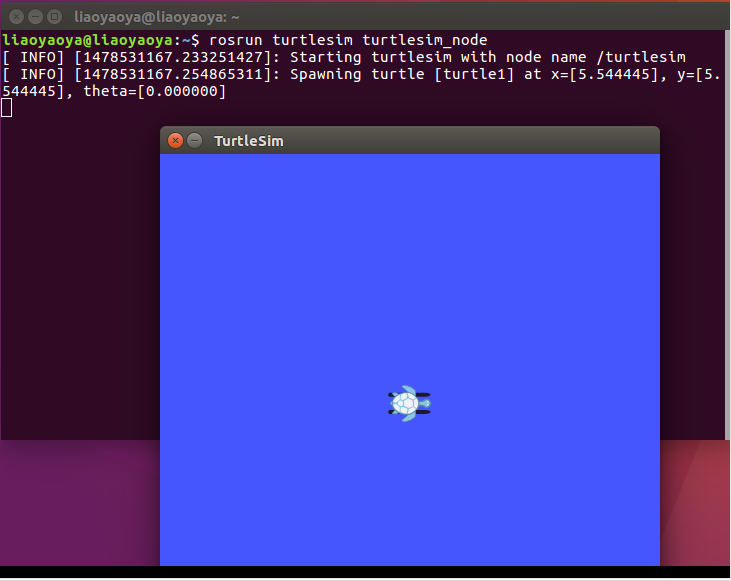 liaoyaoya@liaoyaoya: ~
liaoyaoya@liaoyaoya:~$ rosrun turtlesim turtlesim_node
[ INFO] [1478531167.233251427]: Starting turtlesim with node name /turtlesim
[ INFO] [1478531167.254865311]: Spawning turtle [turtle1] at x=[5.544445], y=[5.
544445], theta=[0.000000]
TurtleSim